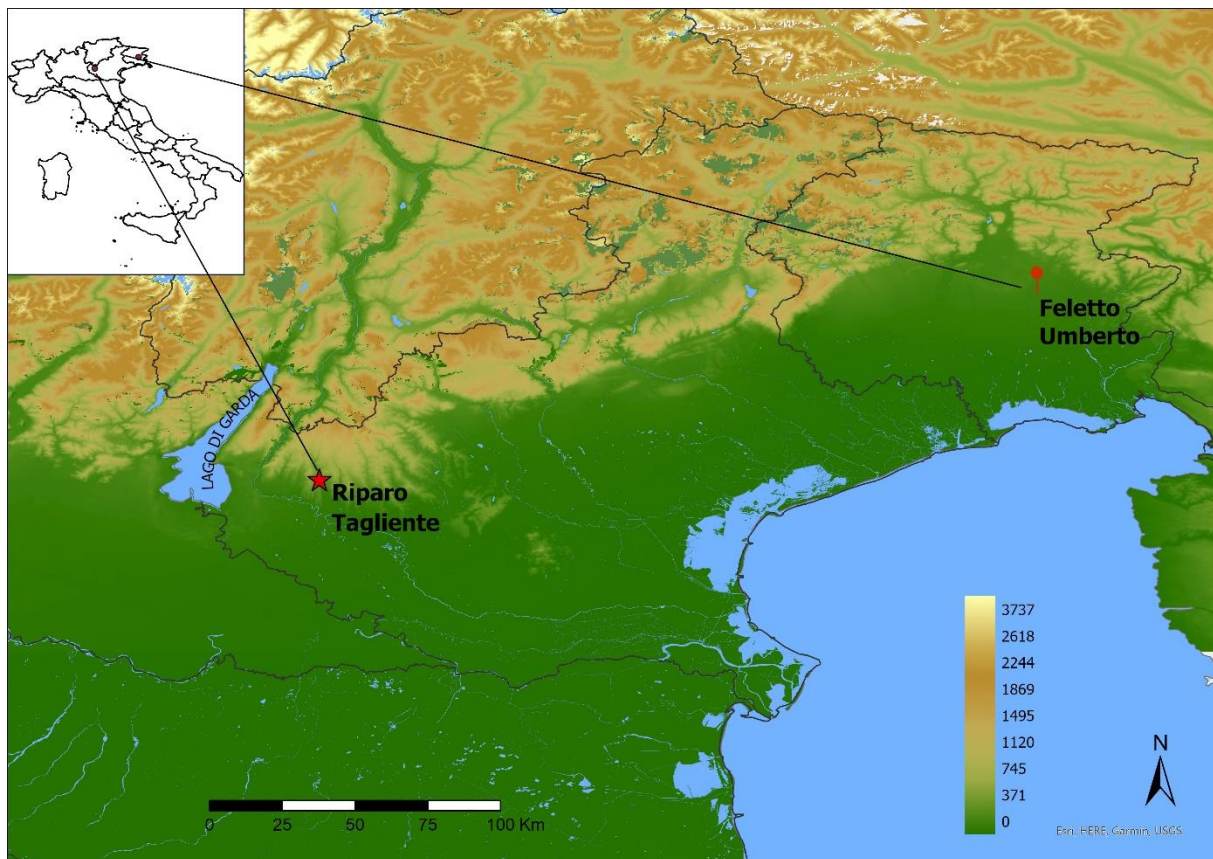 Feletto
Umberto
LAGO DI GARDA
Riparo
Tagliente
3737
2618
2244
1869
1495
1120
745
371
0
N
0 25 50 75 100 Km
Esri, HERE, Garmin, USGS